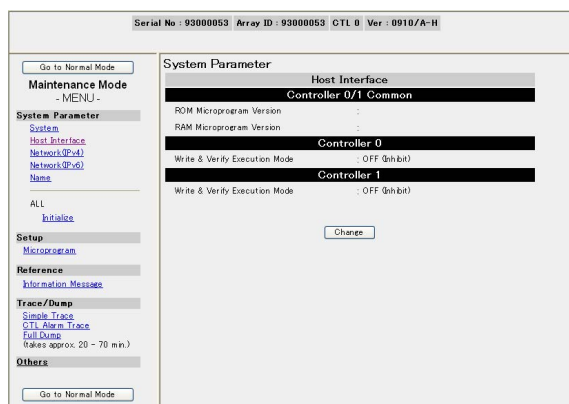 Serial No : 93000053 Array ID : 93000053 CTL 0 Ver : 0910/A-H
Go to Normal Mode
Maintenance Mode
- MENU -
System Parameter
System
Host Interface
Network(IPv4)
Network(IPv6)
Name
ALL
Initialize
Setup
Microprogram
Reference
Information Message
Trace/Dump
Simple Trace
CTL Alarm Trace
Full Dump
(takes approx. 20 - 70 min.)
Others
Go to Normal Mode
System Parameter
Host Interface
Controller 0/1 Common
ROM Microprogram Version :
RAM Microprogram Version :
Controller 0
Write & Verify Execution Mode : OFF (Inhibit)
Controller 1
Write & Verify Execution Mode : OFF (Inhibit)
Change